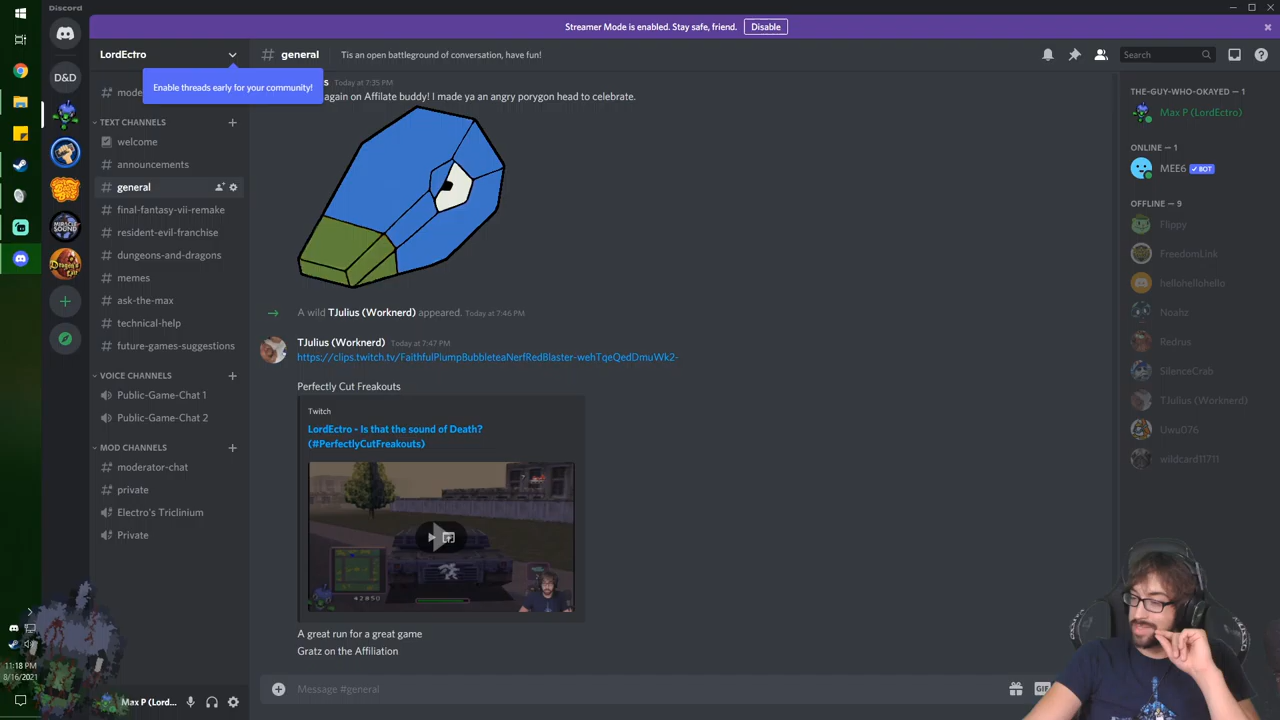 Discord
Streamer Mode is enabled. Stay safe, friend.
Disable
LordEctro
general
Tis an open battleground of conversation, have fun!
Search
D&D
Enable threads early for your community!
TEXT CHANNELS
welcome
announcements
general
final-fantasy-vii-remake
resident-evil-franchise
dungeons-and-dragons
memes
ask-the-max
technical-help
future-games-suggestions
VOICE CHANNELS
Public-Game-Chat 1
Public-Game-Chat 2
MOD CHANNELS
moderator-chat
private
Electro's Triclinium
Private
Max P (Lord...
11:18 PM
8/16/2021
Today at 7:35 PM
again on Affilate buddy! I made ya an angry porygon head to celebrate.
A wild TJulius (Worknerd) appeared. Today at 7:46 PM
TJulius (Worknerd) Today at 7:47 PM
https://clips.twitch.tv/FaithfulPlumpBubbleteaNerfRedBlaster-wehTqeQedDmuWk2-
Perfectly Cut Freakouts
Twitch
LordEctro - Is that the sound of Death?
(#PerfectlyCutFreakouts)
2850
A great run for a great game
Gratz on the Affiliation
Message #general
GIF
THE-GUY-WHO-OKAYED — 1
Max P (LordEctro)
ONLINE — 1
MEE6 BOT
OFFLINE — 9
Flippy
FreedomLink
hellohellohello
Noahz
Redrus
SilenceCrab
TJulius (Worknerd)
Uwu076
wildcard11711